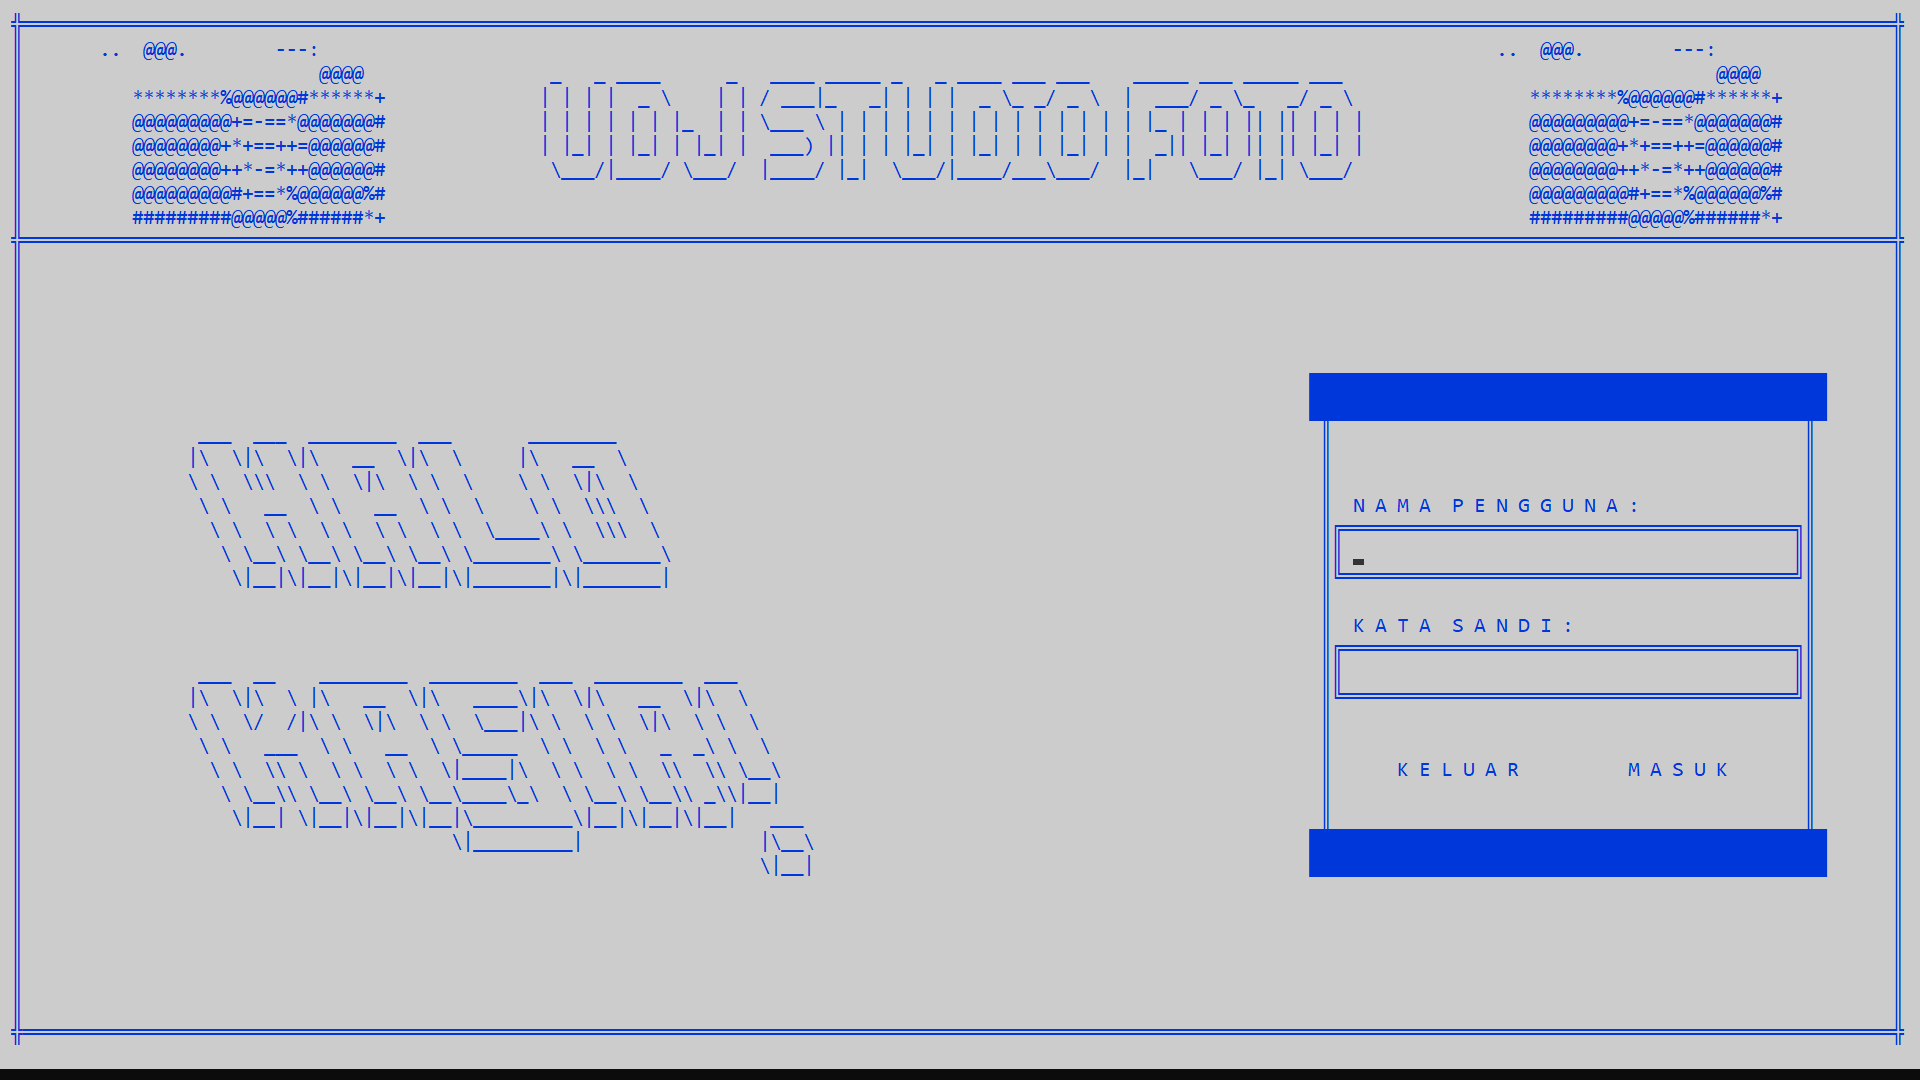 UDJ STUDIO FOTO
HALO
KASIR!
NAMA PENGGUNA:
KATA SANDI:
KELUAR MASUK